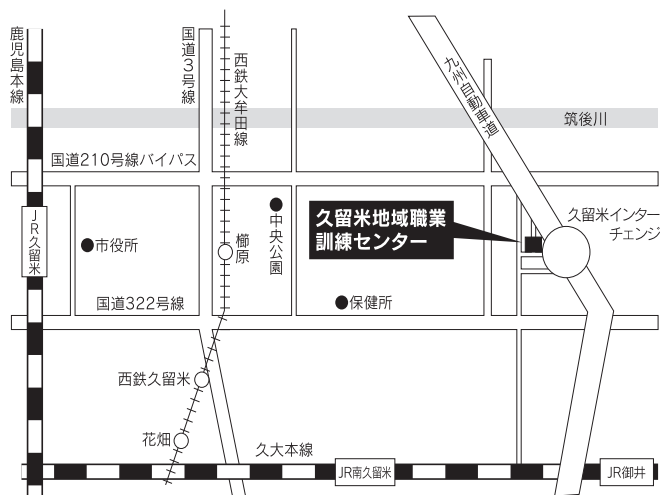 鹿児島本線
国道3号線
西鉄大牟田線
九州自動車道
筑後川
国道210号線バイパス
JR久留米
市役所
櫛原
中央公園
久留米地域職業
訓練センター
久留米インター
チェンジ
国道322号線
保健所
西鉄久留米
花畑
久大本線
JR南久留米
JR御井